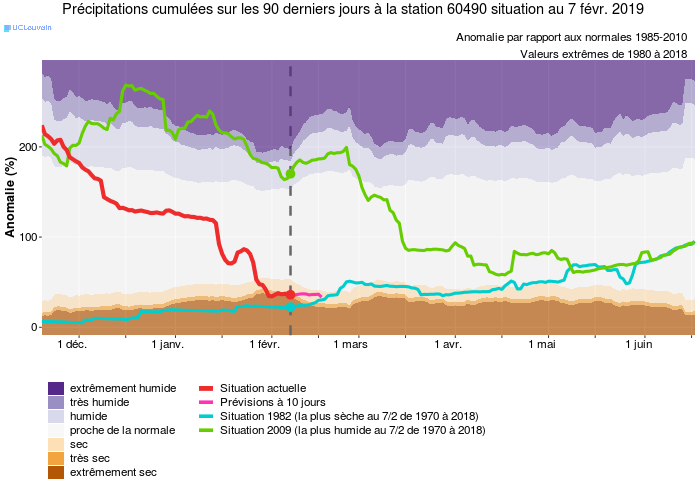 Précipitations cumulées sur les 90 derniers jours à la station 60490 situation au 7 févr. 2019
UCLouvain
Anomalie par rapport aux normales 1985-2010
Valeurs extrêmes de 1980 à 2018
Anomalie (%)
200
100
0
1 déc.
1 janv.
1 févr.
1 mars
1 avr.
1 mai
1 juin
extrêmement humide
très humide
humide
proche de la normale
sec
très sec
extrêmement sec
Situation actuelle
Prévisions à 10 jours
Situation 1982 (la plus sèche au 7/2 de 1970 à 2018)
Situation 2009 (la plus humide au 7/2 de 1970 à 2018)